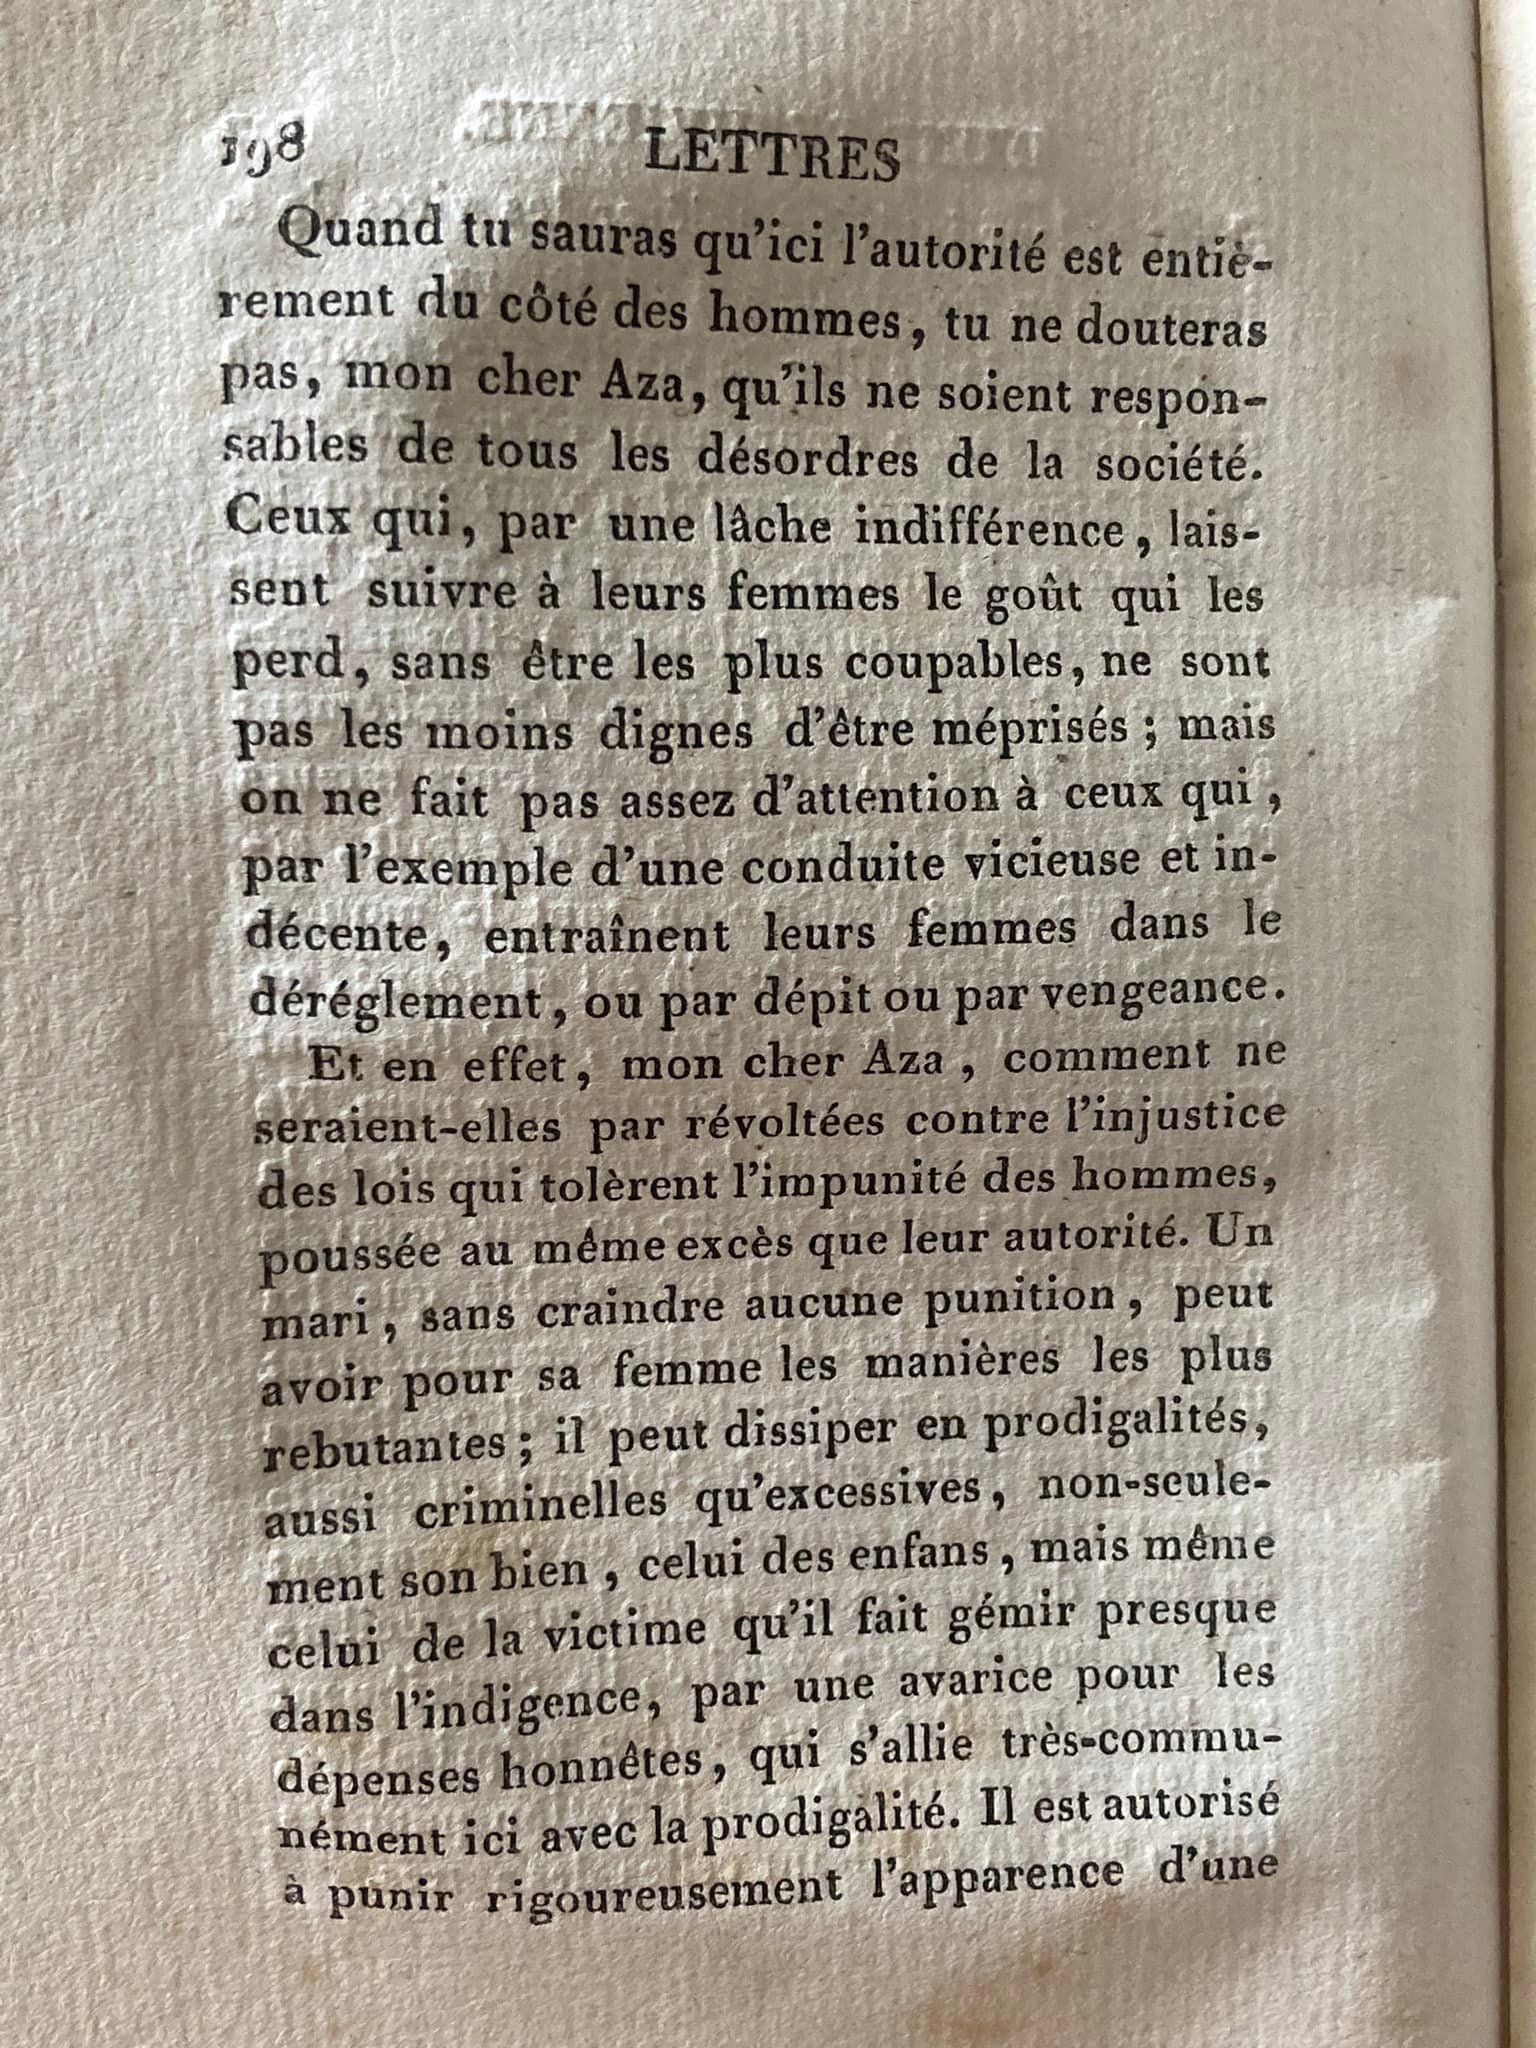 198 LETTRES
Quand tu sauras qu'ici l'autorité est entiè-
rement du côté des hommes, tu ne douteras
pas, mon cher Aza, qu'ils ne soient respon-
sables de tous les désordres de la société.
Ceux qui, par une lâche indifférence, lais-
sent suivre à leurs femmes le goût qui les
perd, sans être les plus coupables, ne sont
pas les moins dignes d'être méprisés ; mais
on ne fait pas assez d'attention à ceux qui,
par l'exemple d'une conduite vicieuse et in-
décente, entraînent leurs femmes dans le
déréglement, ou par dépit ou par vengeance.
Et en effet, mon cher Aza, comment ne
seraient-elles par révoltées contre l'injustice
des lois qui tolèrent l'impunité des hommes,
poussée au même excès que leur autorité. Un
mari, sans craindre aucune punition, peut
avoir pour sa femme les manières les plus
rebutantes ; il peut dissiper en prodigalités,
aussi criminelles qu'excessives, non-seule-
ment son bien, celui des enfans, mais même
celui de la victime qu'il fait gémir presque
dans l'indigence, par une avarice pour les
dépenses honnêtes, qui s'allie très-commu-
nément ici avec la prodigalité. Il est autorisé
à punir rigoureusement l'apparence d'une